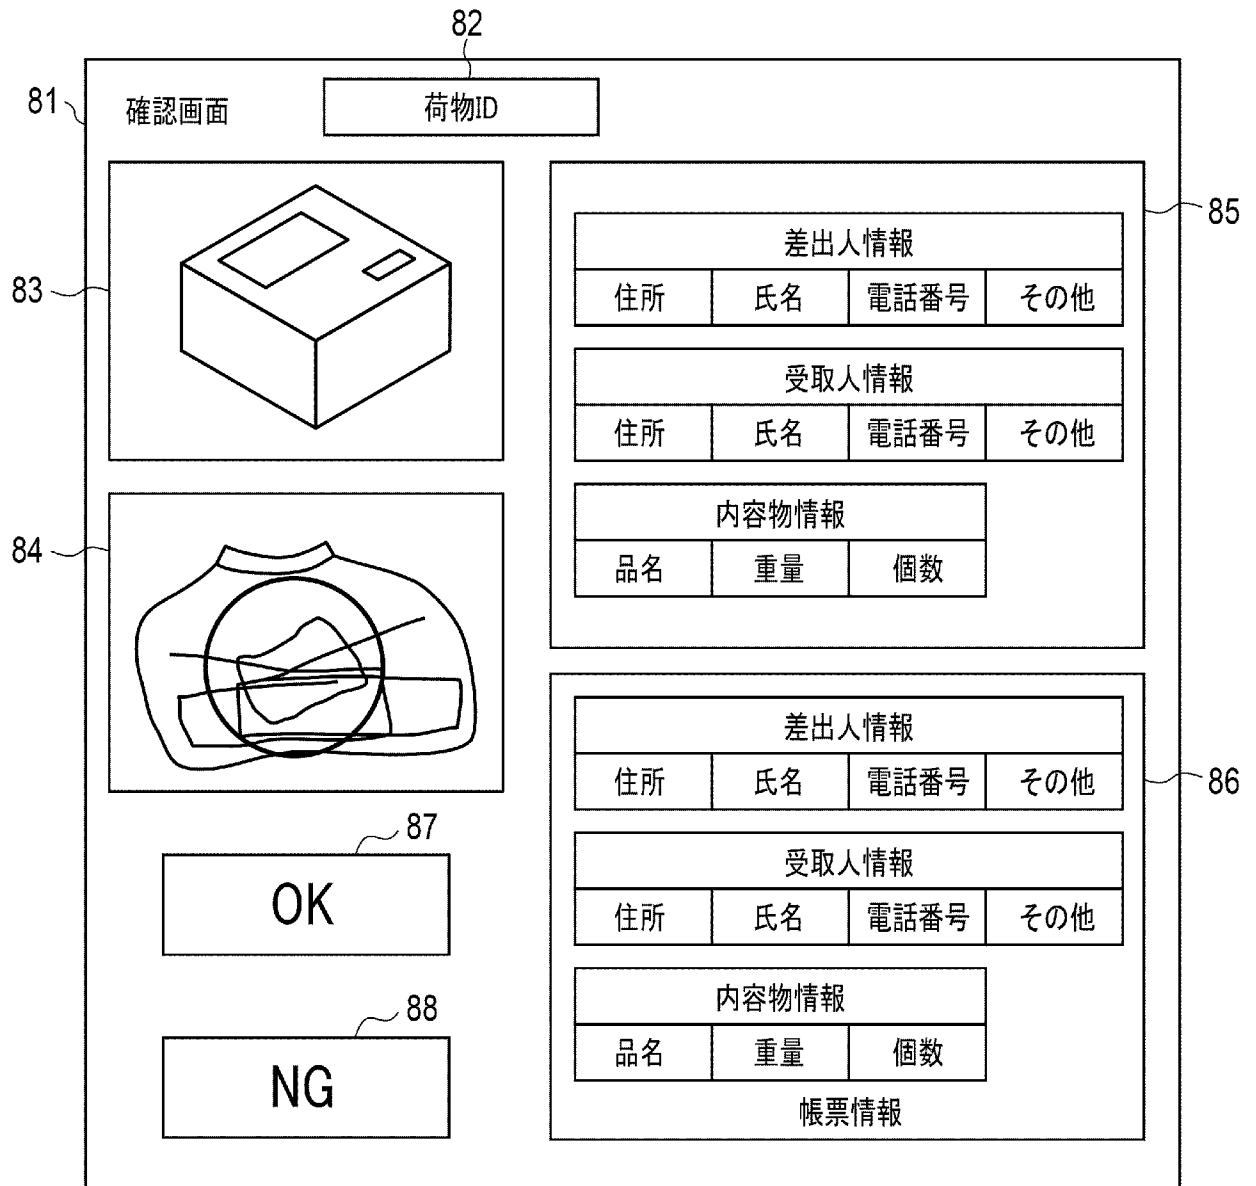 82
81
確認画面
荷物ID
83
85
差出人情報
住所 氏名 電話番号 その他
受取人情報
住所 氏名 電話番号 その他
内容物情報
品名 重量 個数
84
86
差出人情報
住所 氏名 電話番号 その他
受取人情報
住所 氏名 電話番号 その他
内容物情報
品名 重量 個数
帳票情報
87
OK
88
NG